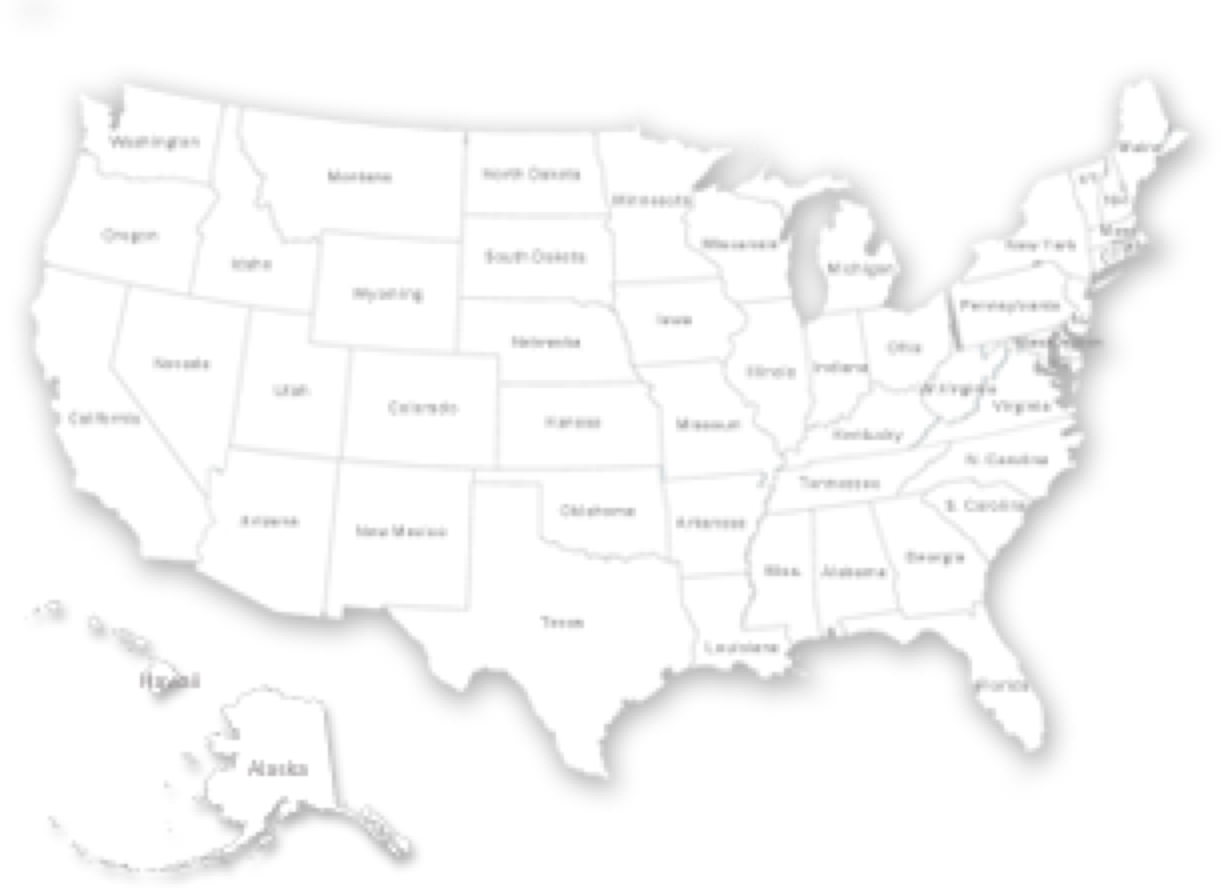 Washington
Montana
North Dakota
Minnesota
Maine
Oregon
Idaho
South Dakota
Wisconsin
Michigan
New York
Mass
Wyoming
Iowa
Pennsylvania
Nebraska
Nevada
Utah
Colorado
Illinois
Indiana
Ohio
Washington
W.Virginia
Virginia
California
Kansas
Missouri
Kentucky
N. Carolina
Tennessee
Arizona
New Mexico
Oklahoma
Arkansas
S. Carolina
Miss.
Alabama
Georgia
Texas
Louisiana
Florida
Hawaii
Alaska